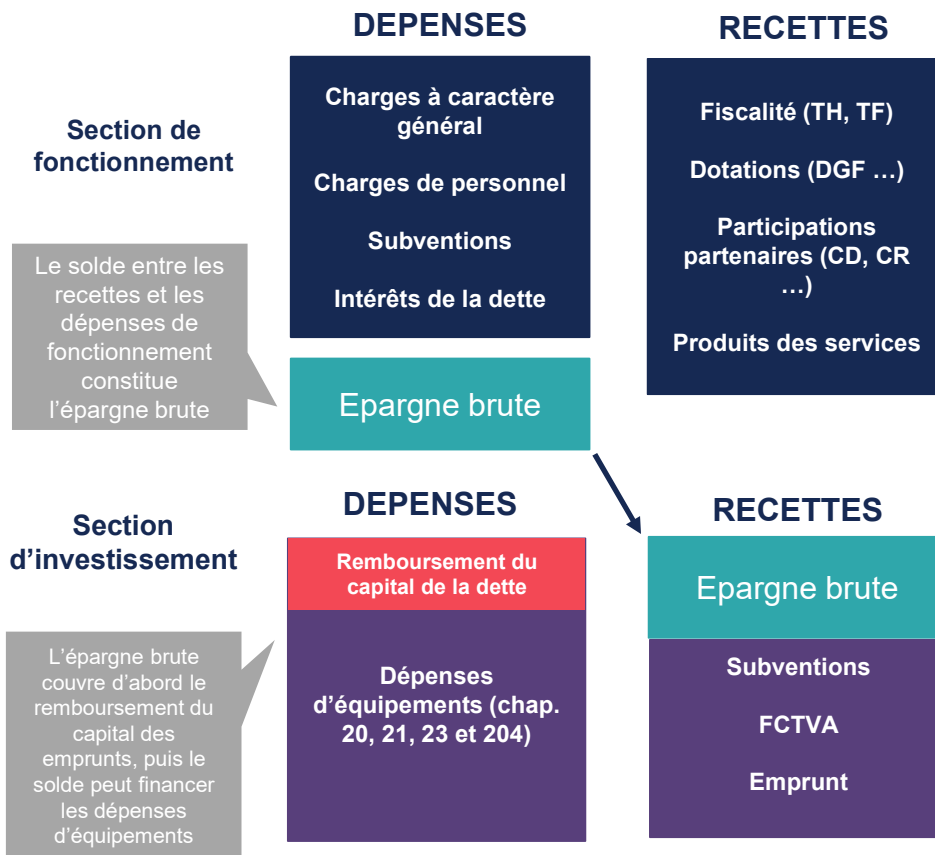 DEPENSES
RECETTES
Section de
fonctionnement
Charges à caractère
général
Charges de personnel
Subventions
Intérêts de la dette
Fiscalité (TH, TF)
Dotations (DGF …)
Participations
partenaires (CD, CR
…)
Produits des services
Le solde entre les
recettes et les
dépenses de
fonctionnement
constitue
l’épargne brute
Epargne brute
Section
d’investissement
DEPENSES
RECETTES
Remboursement du
capital de la dette
Dépenses
d’équipements (chap.
20, 21, 23 et 204)
Epargne brute
Subventions
FCTVA
Emprunt
L’épargne brute
couvre d’abord le
remboursement du
capital des
emprunts, puis le
solde peut financer
les dépenses
d’équipements